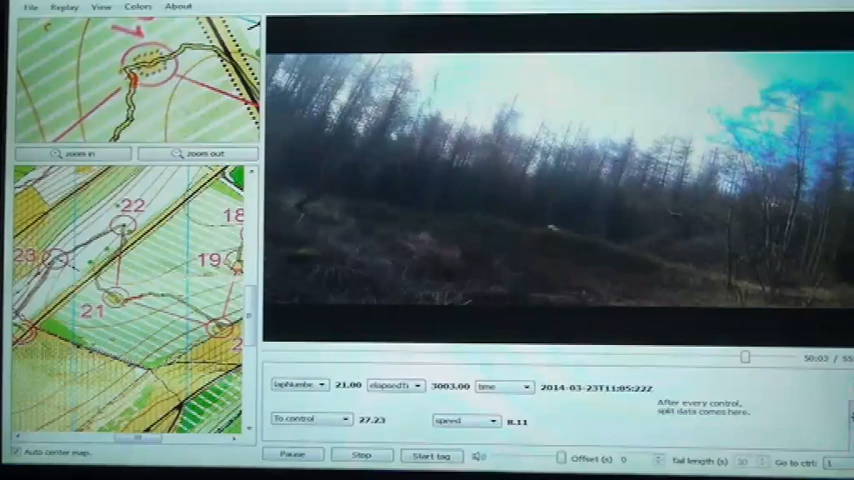 File Replay View Colors About
zoom in zoom out
22
18
23
19
21
50:03 / 55
lapNumbe 21.00 elapsedTi 3003.00 time 2014-03-23T11:05:22Z
After every control,
split data comes here.
To control 27.23 speed 8.11
Auto center map. Pause Stop Start tag Offset (s) 0 Tail length (s) 20 Go to ctrl: 1